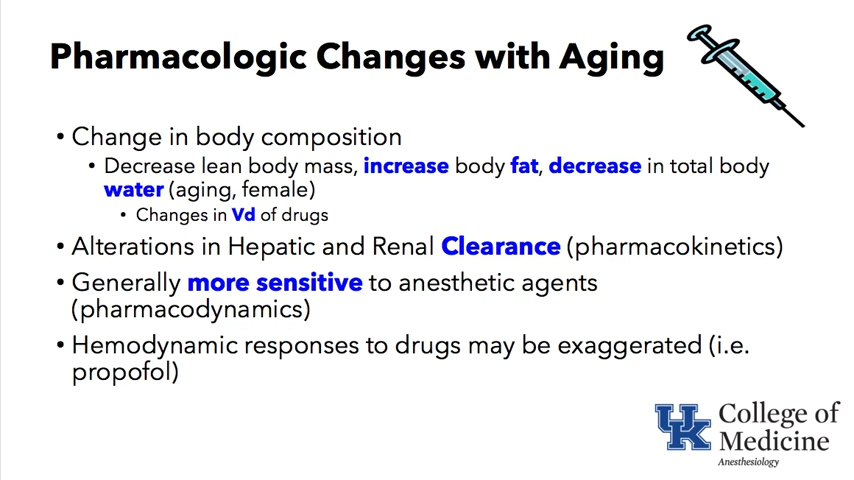 Pharmacologic Changes with Aging
• Change in body composition
• Decrease lean body mass, increase body fat, decrease in total body
water (aging, female)
• Changes in Vd of drugs
• Alterations in Hepatic and Renal Clearance (pharmacokinetics)
• Generally more sensitive to anesthetic agents
(pharmacodynamics)
• Hemodynamic responses to drugs may be exaggerated (i.e.
propofol)
UK
College of
Medicine
Anesthesiology